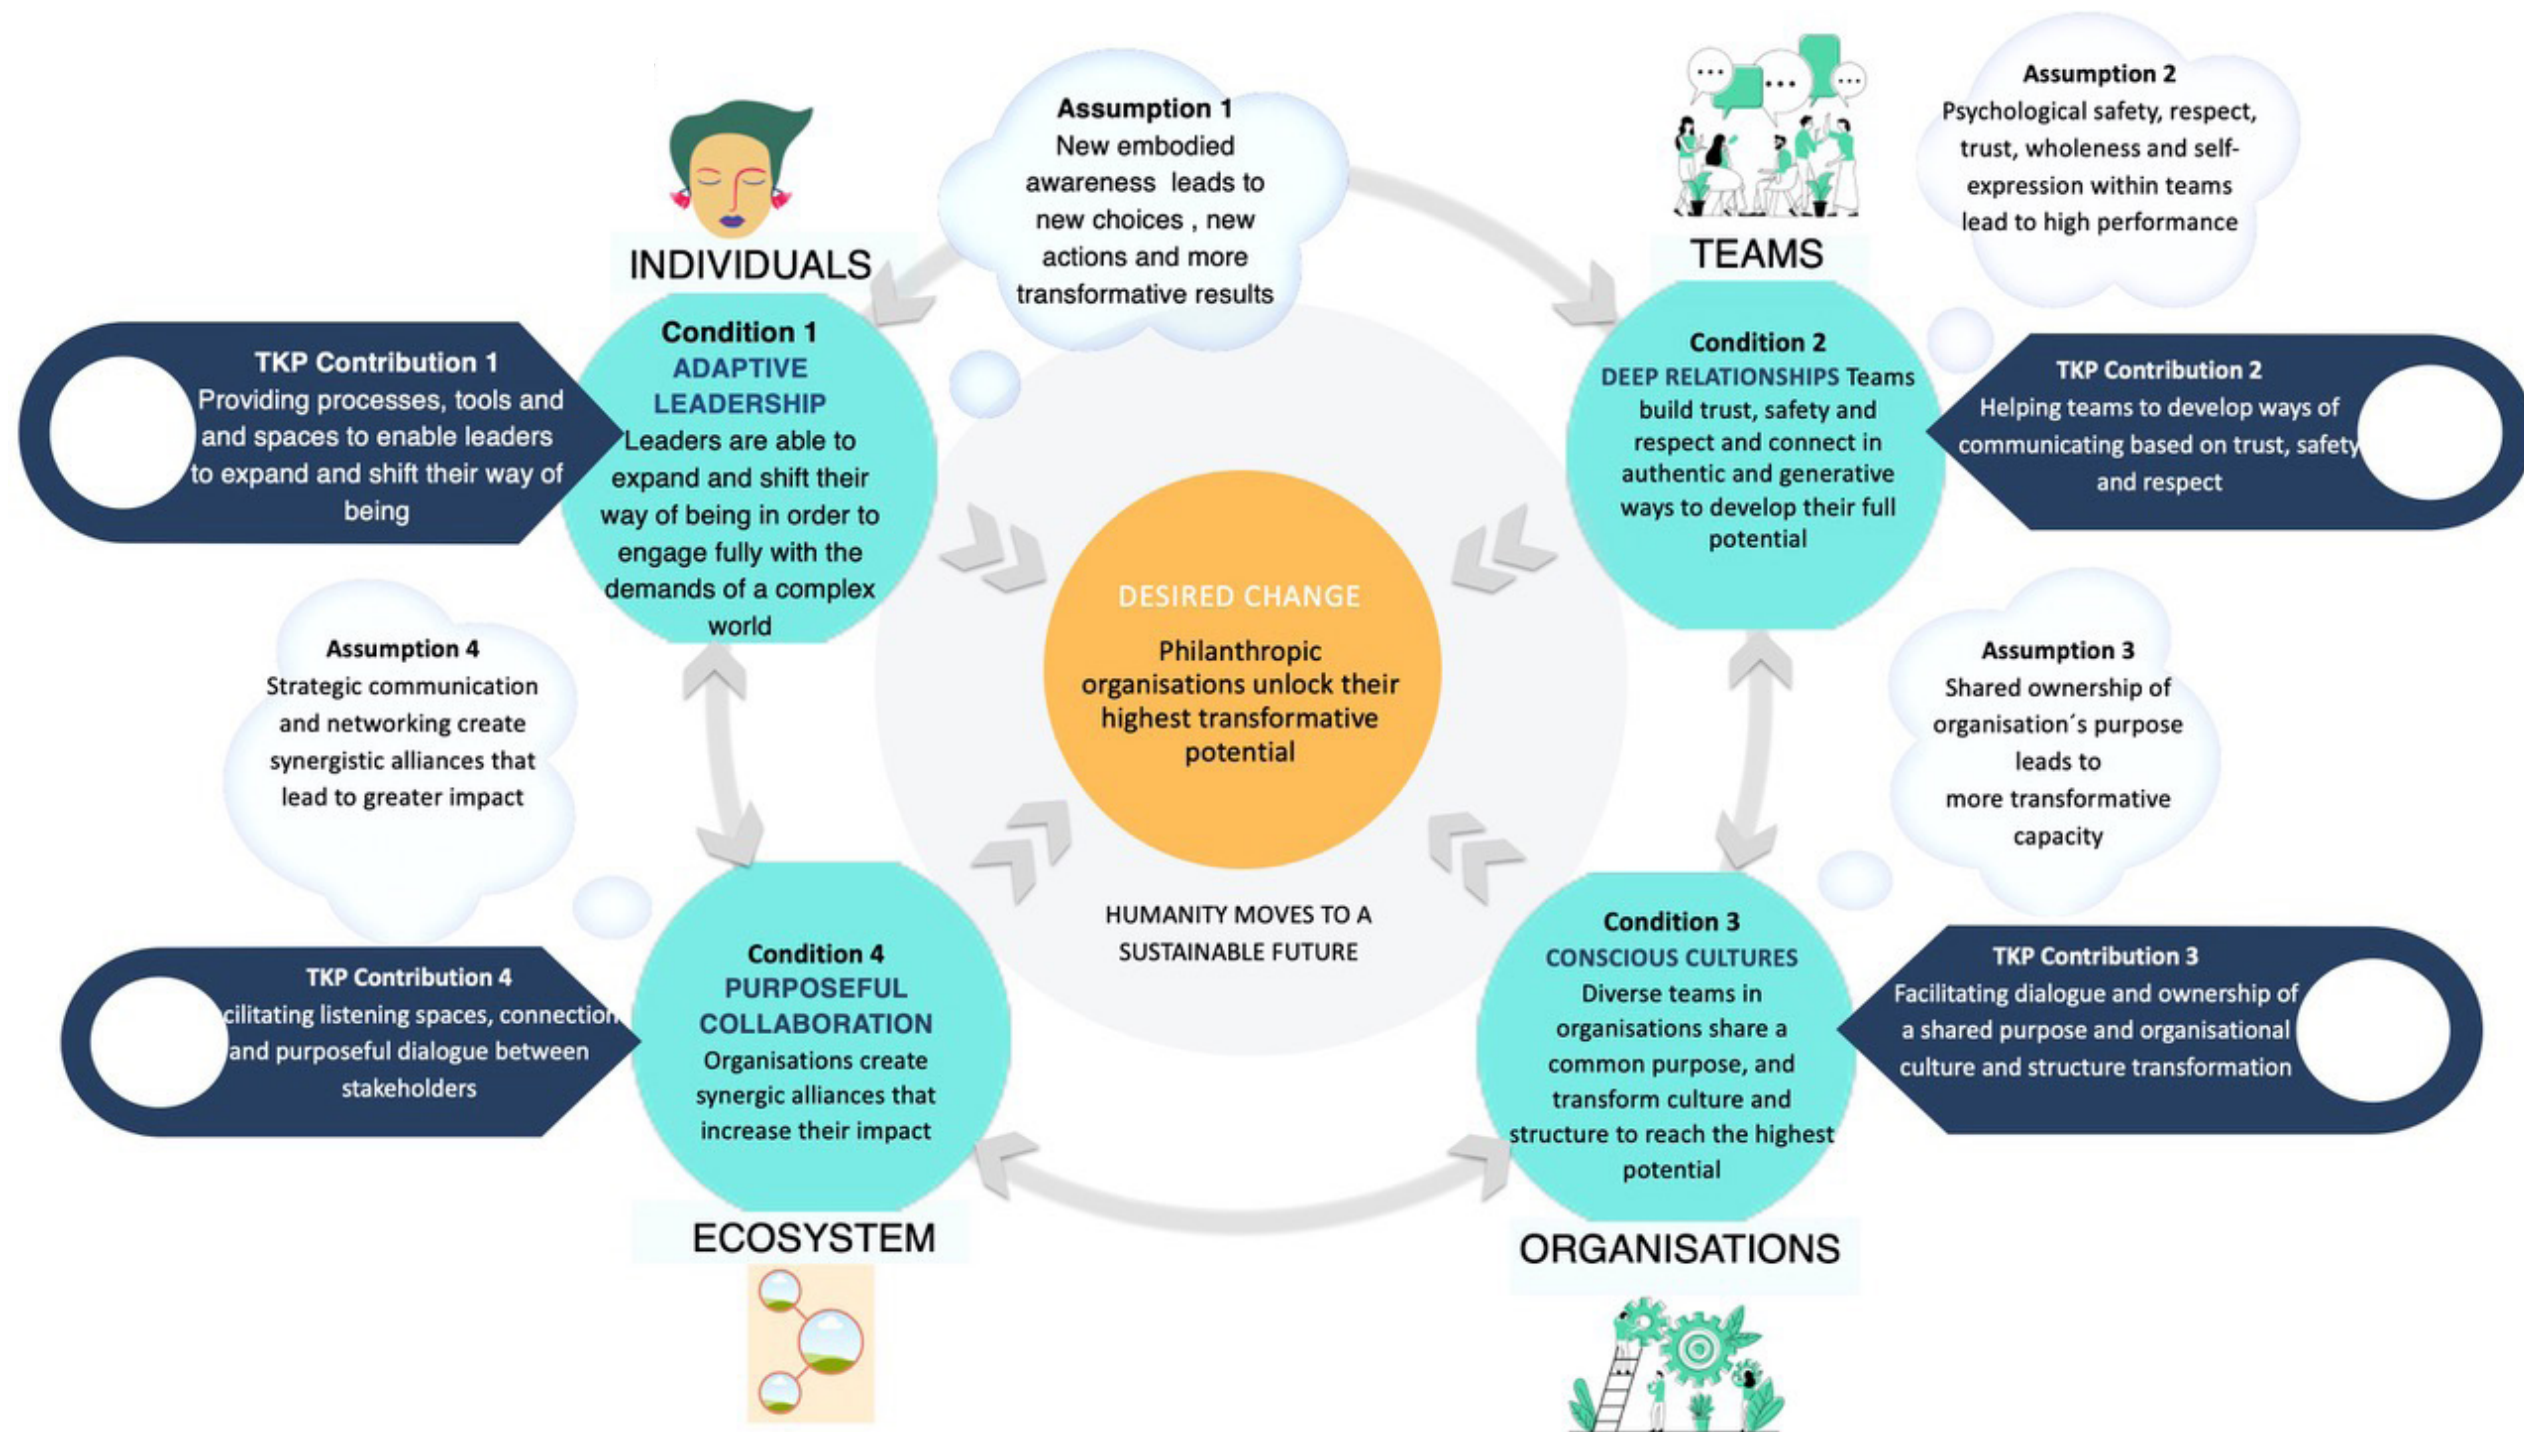 Assumption 1
New embodied
awareness leads to
new choices , new
actions and more
transformative results
Assumption 2
Psychological safety, respect,
trust, wholeness and self-
expression within teams
lead to high performance
INDIVIDUALS
TEAMS
TKP Contribution 1
Providing processes, tools and
and spaces to enable leaders
to expand and shift their way of
being
Condition 1
ADAPTIVE
LEADERSHIP
Leaders are able to
expand and shift their
way of being in order to
engage fully with the
demands of a complex
world
Condition 2
DEEP RELATIONSHIPS Teams
build trust, safety and
respect and connect in
authentic and generative
ways to develop their full
potential
TKP Contribution 2
Helping teams to develop ways of
communicating based on trust, safety
and respect
DESIRED CHANGE
Philanthropic
organisations unlock their
highest transformative
potential
HUMANITY MOVES TO A
SUSTAINABLE FUTURE
Assumption 4
Strategic communication
and networking create
synergistic alliances that
lead to greater impact
Assumption 3
Shared ownership of
organisation´s purpose
leads to
more transformative
capacity
TKP Contribution 4
cilitating listening spaces, connection
and purposeful dialogue between
stakeholders
Condition 4
PURPOSEFUL
COLLABORATION
Organisations create
synergic alliances that
increase their impact
Condition 3
CONSCIOUS CULTURES
Diverse teams in
organisations share a
common purpose, and
transform culture and
structure to reach the highest
potential
TKP Contribution 3
Facilitating dialogue and ownership of
a shared purpose and organisational
culture and structure transformation
ECOSYSTEM
ORGANISATIONS